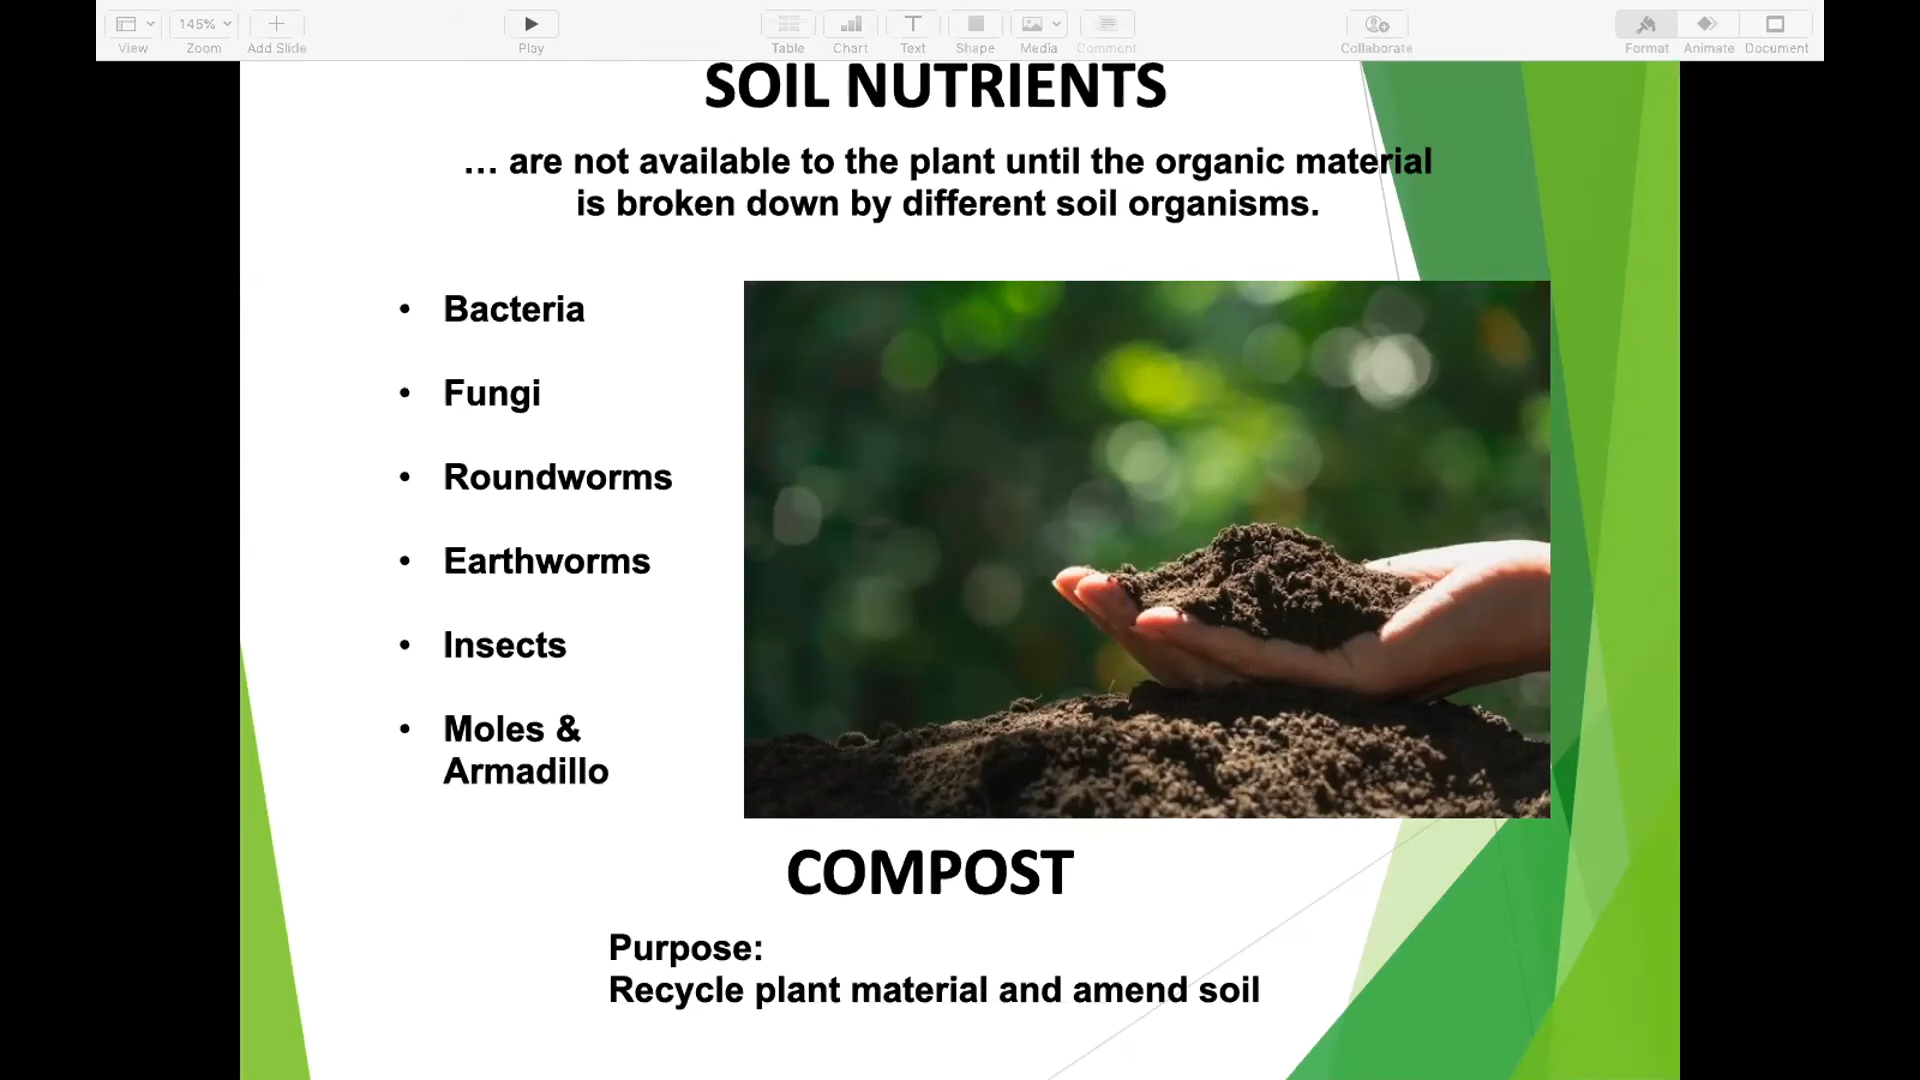 145%
View
Zoom
Add Slide
Play
Table
Chart
Text
Shape
Media
Comment
Collaborate
Format
Animate
Document
SOIL NUTRIENTS
... are not available to the plant until the organic material
is broken down by different soil organisms.
• Bacteria
• Fungi
• Roundworms
• Earthworms
• Insects
• Moles &
Armadillo
COMPOST
Purpose:
Recycle plant material and amend soil